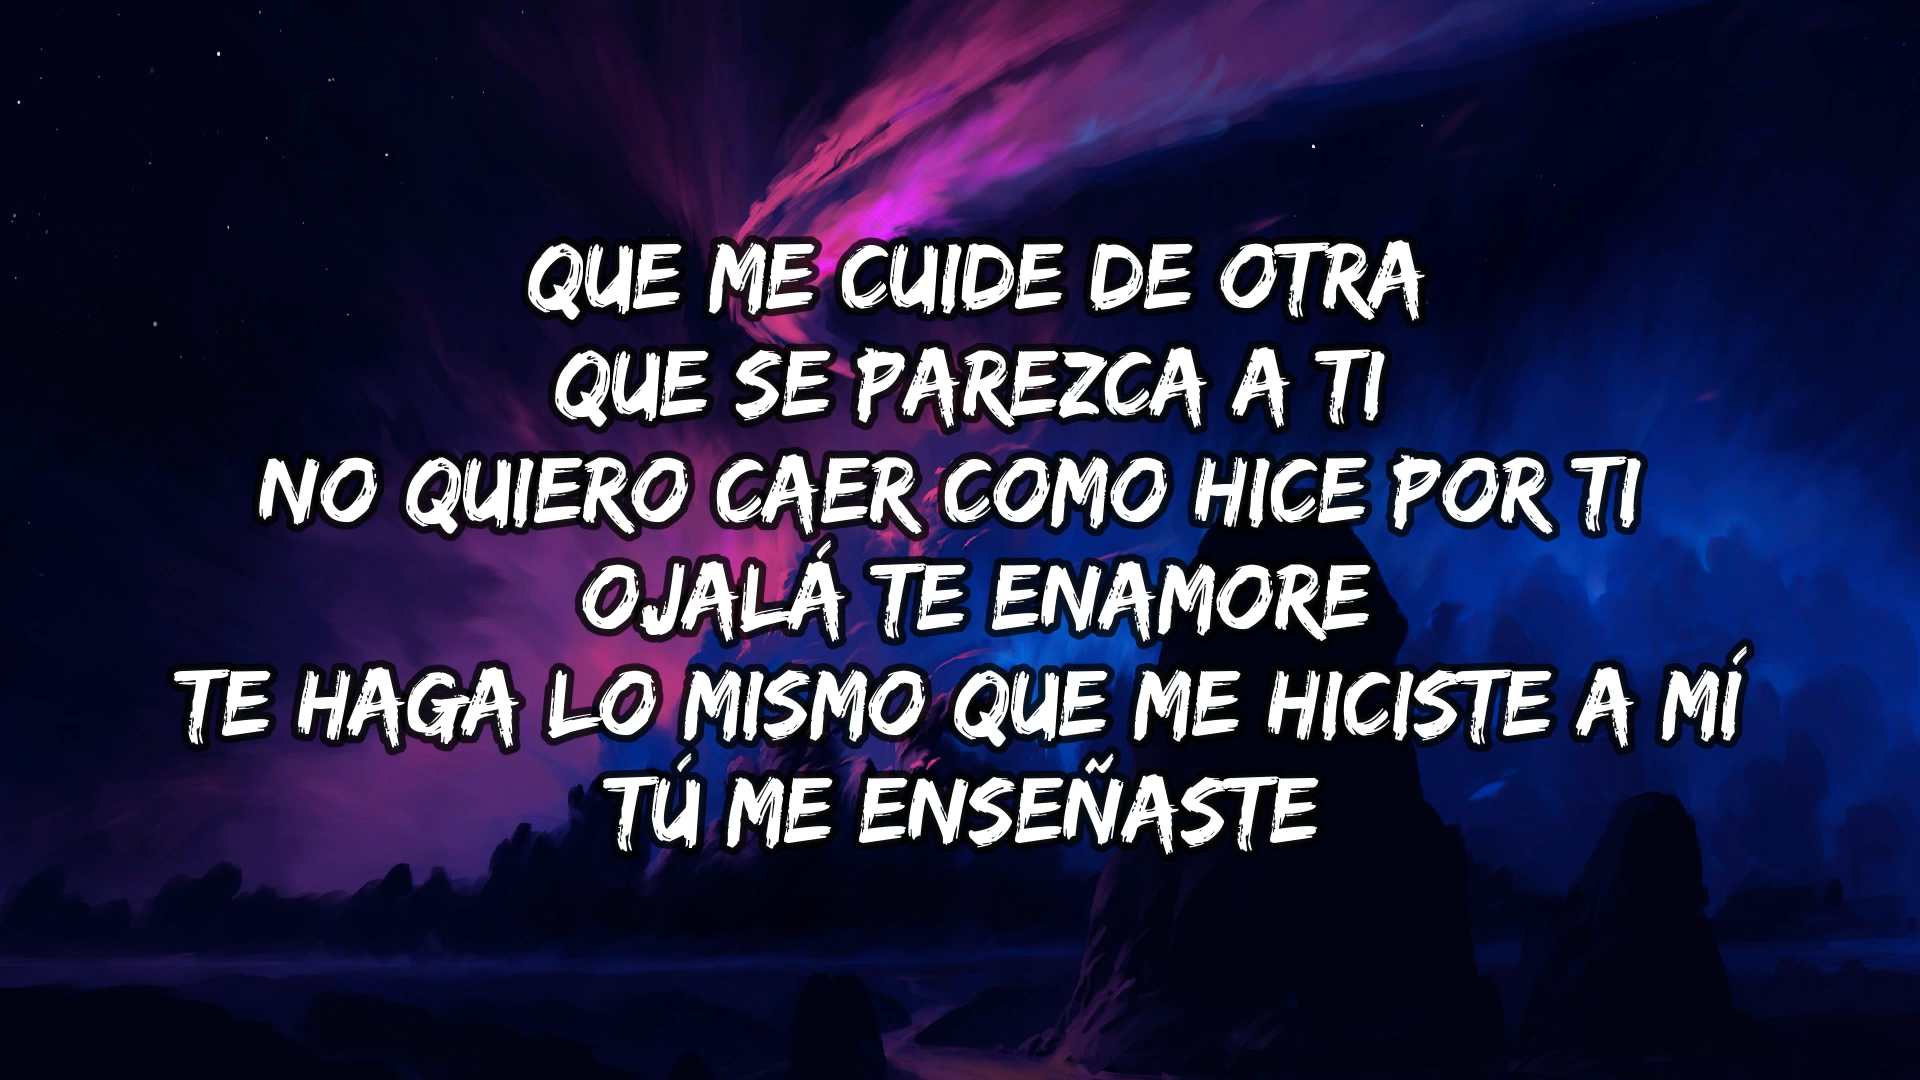 QUE ME CUIDE DE OTRA
QUE SE PAREZCA A TI
NO QUIERO CAER COMO HICE POR TI
OJALÁ TE ENAMORE
TE HAGA LO MISMO QUE ME HICISTE A MÍ
TÚ ME ENSEÑASTE